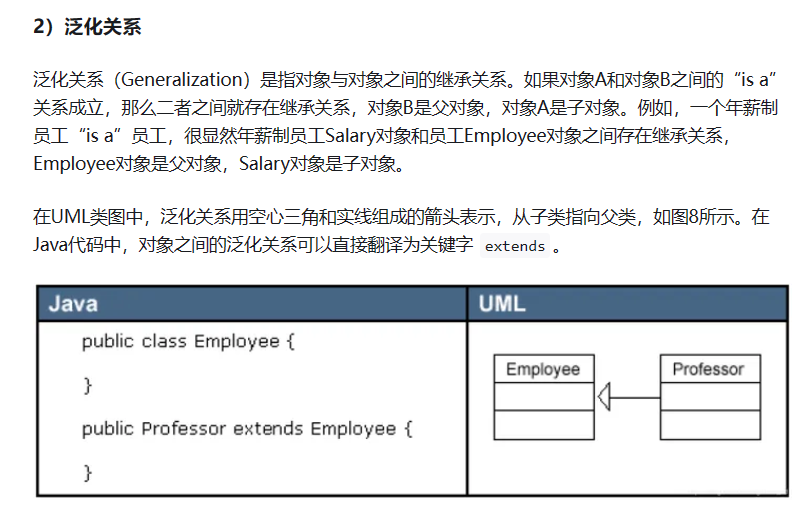 2）泛化关系
泛化关系（Generalization）是指对象与对象之间的继承关系。如果对象A和对象B之间的“is a”
关系成立，那么二者之间就存在继承关系，对象B是父对象，对象A是子对象。例如，一个年薪制
员工“is a”员工，很显然年薪制员工Salary对象和员工Employee对象之间存在继承关系，
Employee对象是父对象，Salary对象是子对象。
在UML类图中，泛化关系用空心三角和实线组成的箭头表示，从子类指向父类，如图8所示。在
Java代码中，对象之间的泛化关系可以直接翻译为关键字 extends 。
Java
public class Employee {
}
public Professor extends Employee {
}
UML
Employee
Professor